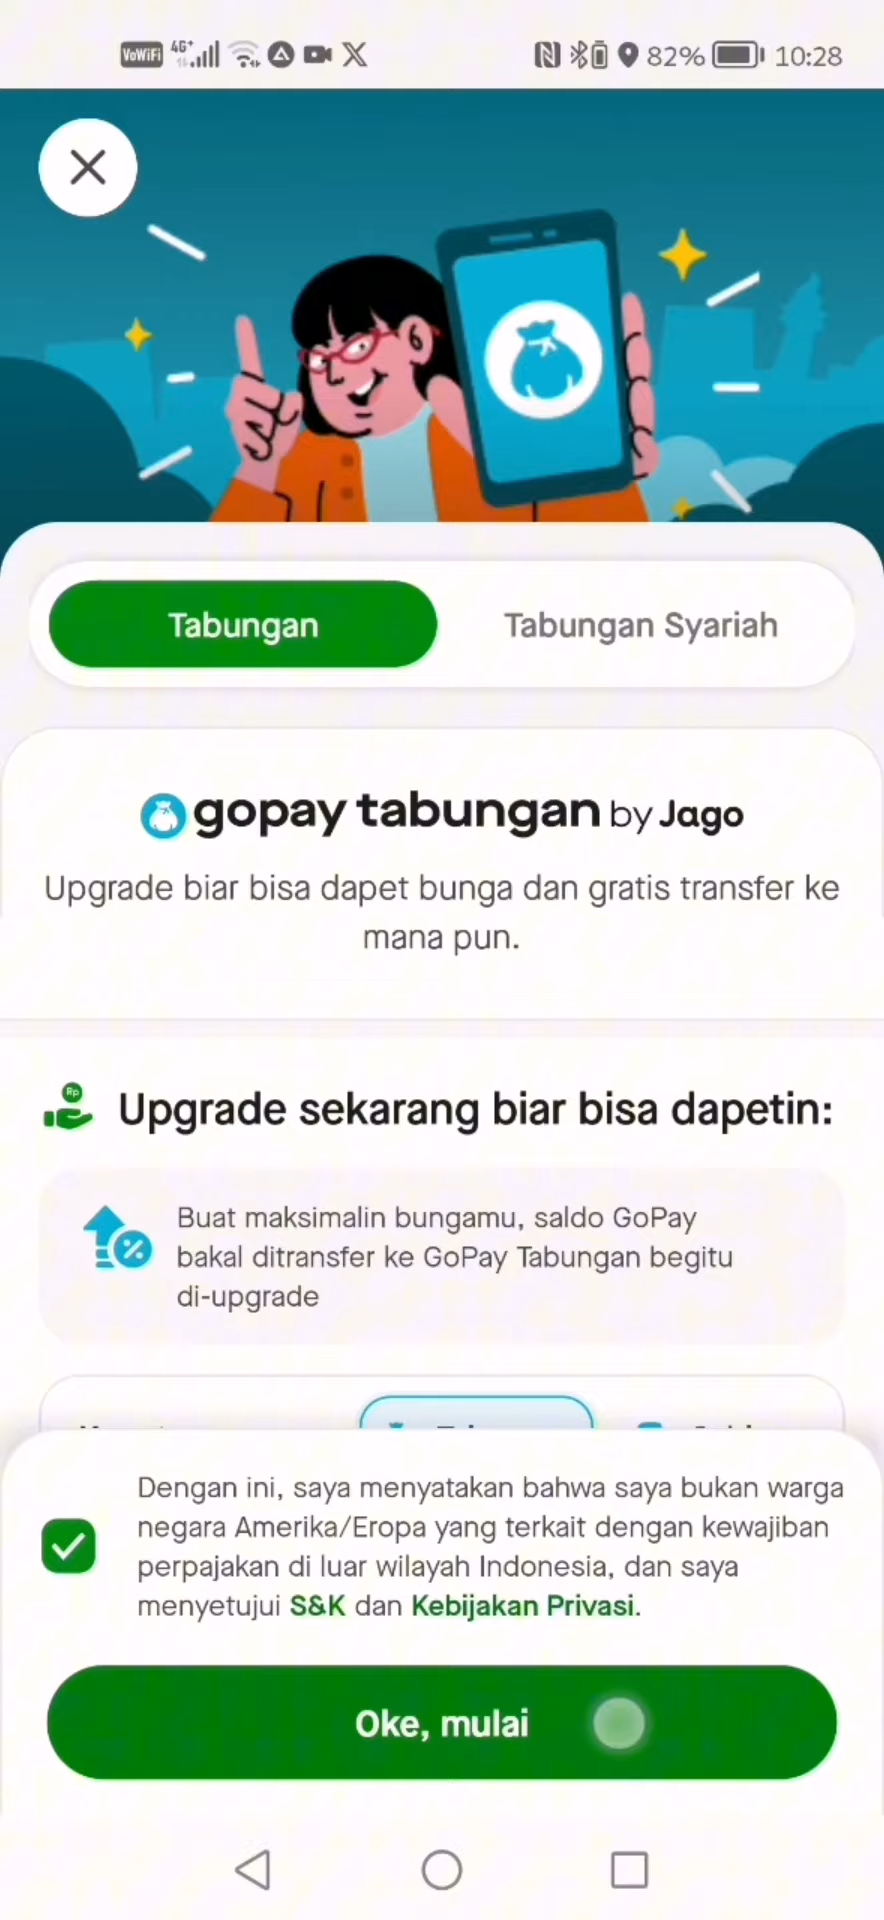 VoWiFi 4G+ 82% 10:28
Tabungan
Tabungan Syariah
gopay tabungan by Jago
Upgrade biar bisa dapet bunga dan gratis transfer ke
mana pun.
Rp
Upgrade sekarang biar bisa dapetin:
Buat maksimalin bungamu, saldo GoPay
bakal ditransfer ke GoPay Tabungan begitu
di-upgrade
Dengan ini, saya menyatakan bahwa saya bukan warga
negara Amerika/Eropa yang terkait dengan kewajiban
perpajakan di luar wilayah Indonesia, dan saya
menyetujui S&K dan Kebijakan Privasi.
Oke, mulai